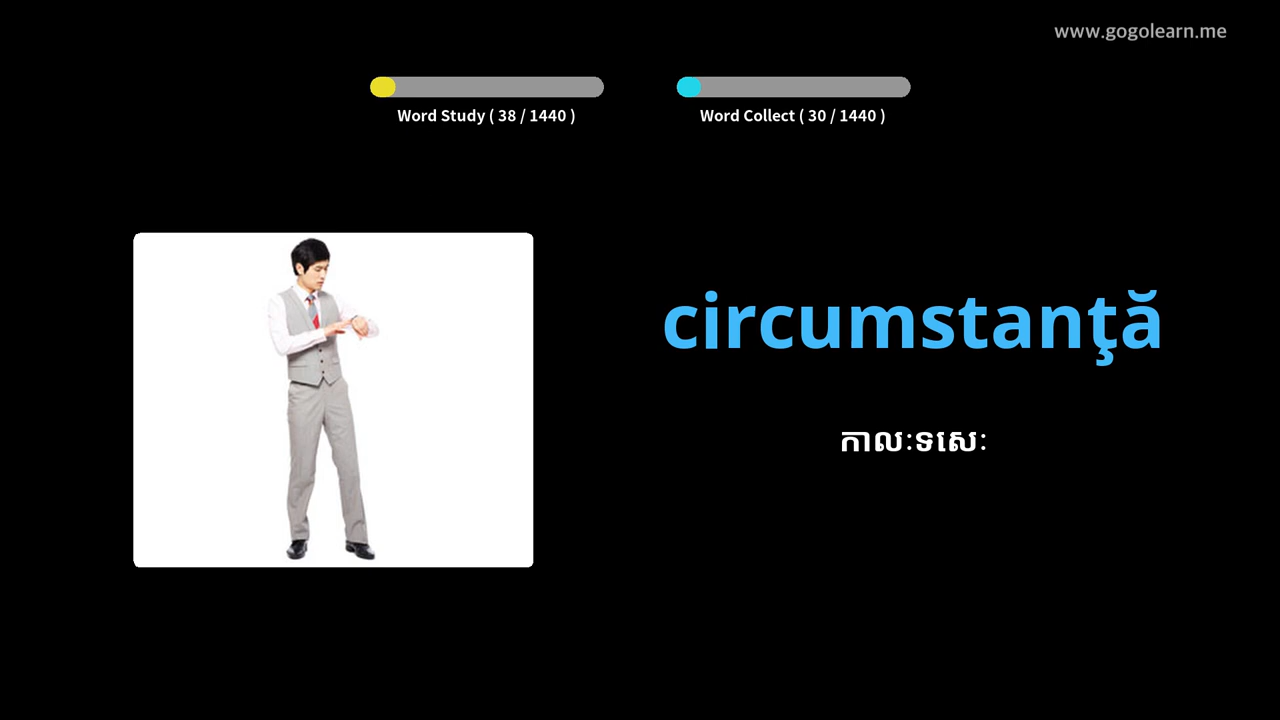 www.gogolearn.me
Word Study ( 38 / 1440 )
Word Collect ( 30 / 1440 )
circumstanţă
កាលៈទសេៈ